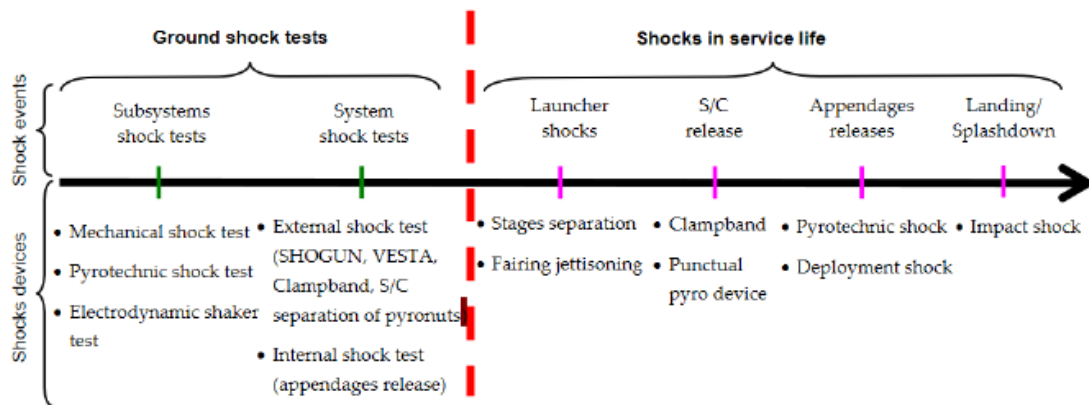 Ground shock tests
Shocks in service life
Shock events
Subsystems
shock tests
System
shock tests
Launcher
shocks
S/C
release
Appendages
releases
Landing/
Splashdown
Shocks devices
• Mechanical shock test
• Pyrotechnic shock test
• Electrodynamic shaker
test
• External shock test
(SHOGUN, VESTA,
Clampband, S/C
separation of pyronuts)
• Internal shock test
(appendages release)
• Stages separation
• Fairing jettisoning
• Clampband
• Punctual
pyro device
• Pyrotechnic shock
• Deployment shock
• Impact shock